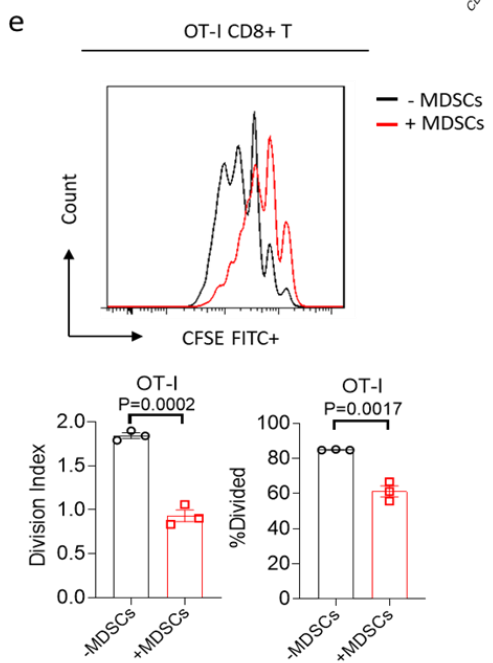 e
OT-I CD8+ T
- MDSCs
+ MDSCs
Count
CFSE FITC+
OT-I
P=0.0002
Division Index
2.0
1.5
1.0
0.5
0.0
-MDSCs
+MDSCs
OT-I
P=0.0017
%Divided
100
80
60
40
20
0
-MDSCs
+MDSCs